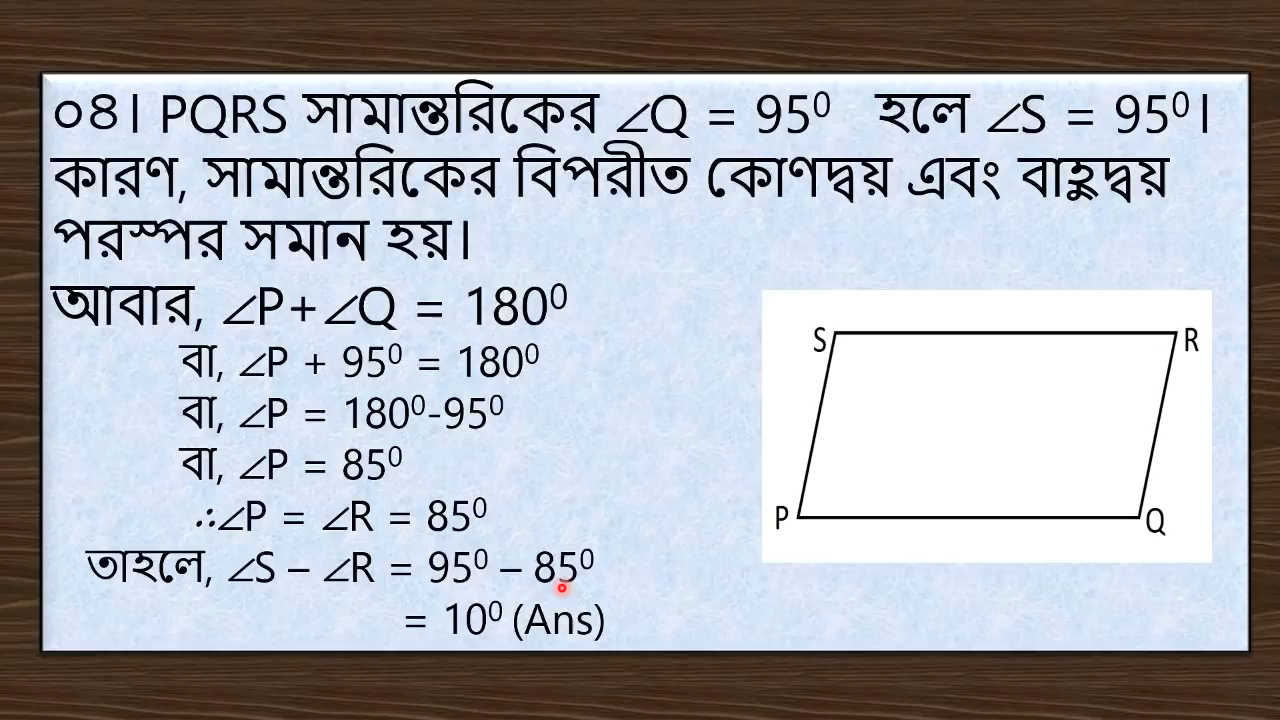 ০৪। PQRS সামান্তরিকের ∠Q = 95⁰ হলে ∠S = 95⁰।
কারণ, সামান্তরিকের বিপরীত কোণদ্বয় এবং বাহুদ্বয়
পরস্পর সমান হয়।
আবার, ∠P+∠Q = 180⁰
বা, ∠P + 95⁰ = 180⁰
বা, ∠P = 180⁰-95⁰
বা, ∠P = 85⁰
∴∠P = ∠R = 85⁰
তাহলে, ∠S – ∠R = 95⁰ – 85⁰
= 10⁰ (Ans)
S
R
P
Q